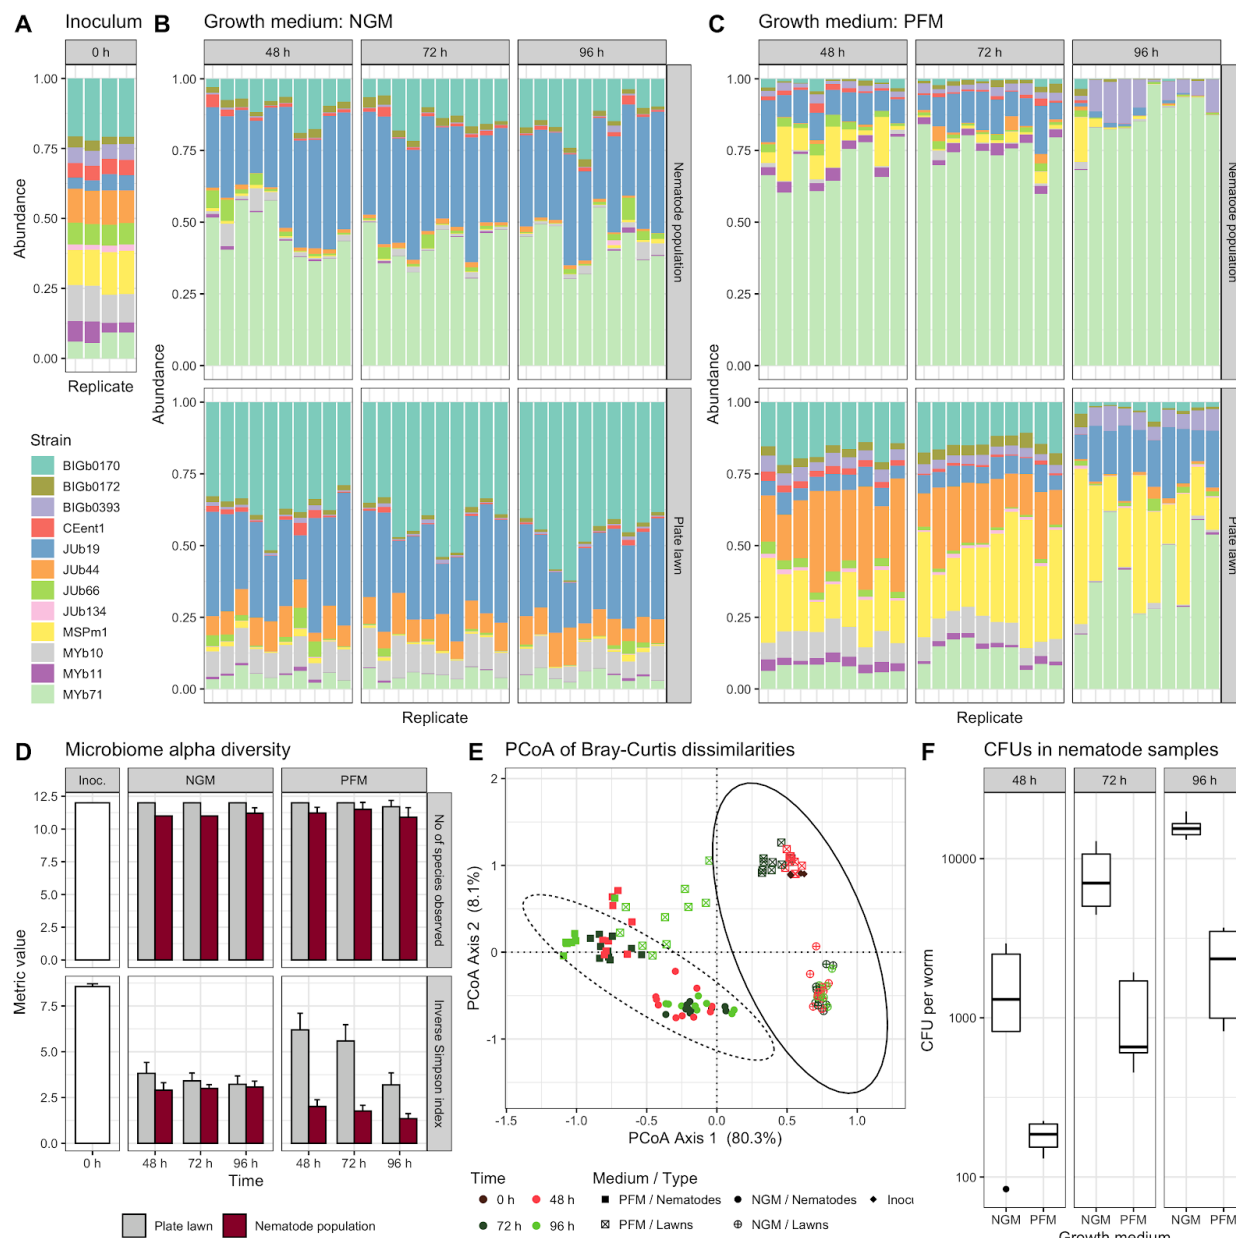 A Inoculum
0 h
1.00
0.75
0.50
0.25
0.00
Abundance
Replicate
B Growth medium: NGM
48 h 72 h 96 h
1.00
0.75
0.50
0.25
0.00
Nematode population
Abundance
1.00
0.75
0.50
0.25
0.00
Plate lawn
Replicate
C Growth medium: PFM
48 h 72 h 96 h
1.00
0.75
0.50
0.25
0.00
Nematode population
Abundance
1.00
0.75
0.50
0.25
0.00
Plate lawn
Replicate
Strain
BIGb0170
BIGb0172
BIGb0393
CEent1
JUb19
JUb44
JUb66
JUb134
MSPm1
MYb10
MYb11
MYb71
D Microbiome alpha diversity
Inoc. NGM PFM
12.5
10.0
7.5
5.0
2.5
0.0
No of species observed
Metric value
7.5
5.0
2.5
0.0
Inverse Simpson index
0 h 48 h 72 h 96 h 48 h 72 h 96 h
Time
Plate lawn Nematode population
E PCoA of Bray-Curtis dissimilarities
2
1
0
-1
PCoA Axis 2 (8.1%)
-1.5 -1.0 -0.5 0.0 0.5 1.0
PCoA Axis 1 (80.3%)
Time Medium / Type
0 h 48 h PFM / Nematodes NGM / Nematodes Inoc
72 h 96 h PFM / Lawns NGM / Lawns
F CFUs in nematode samples
48 h 72 h 96 h
10000
1000
100
CFU per worm
NGM PFM NGM PFM NGM PFM
Growth medium